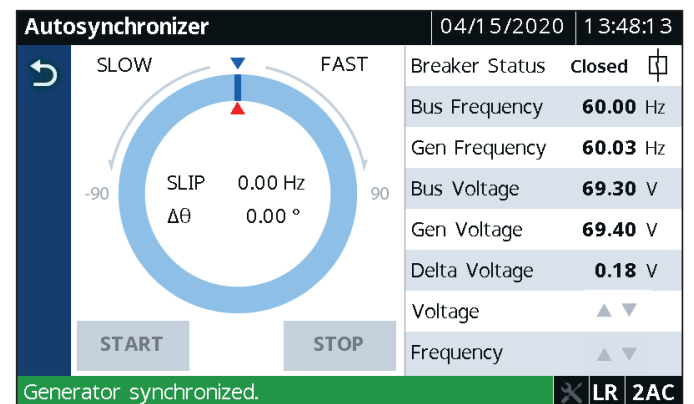 Autosynchronizer 04/15/2020 13:48:13
SLOW FAST
-90 90
SLIP 0.00 Hz
Δθ 0.00 °
START STOP
Breaker Status Closed
Bus Frequency 60.00 Hz
Gen Frequency 60.03 Hz
Bus Voltage 69.30 V
Gen Voltage 69.40 V
Delta Voltage 0.18 V
Voltage
Frequency
Generator synchronized. LR 2AC